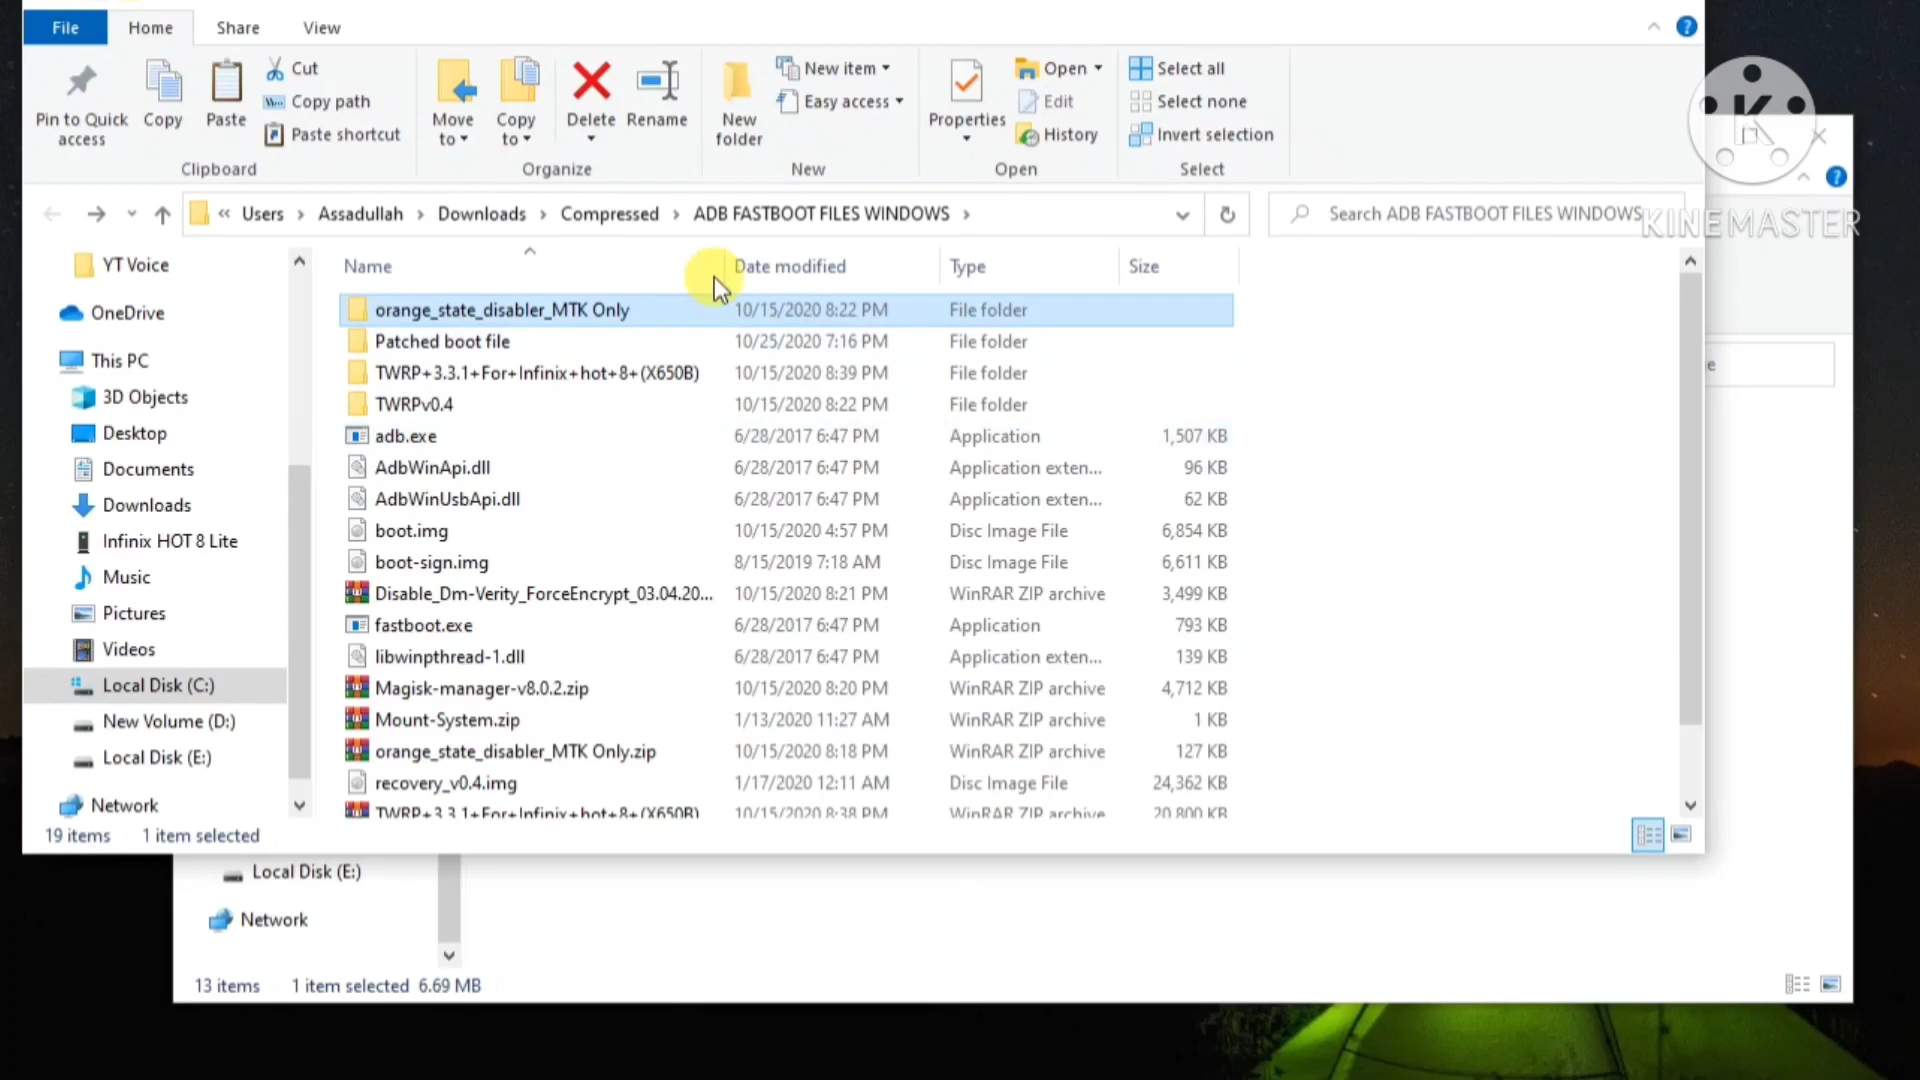 File Home Share View
Pin to Quick access
Copy
Paste
Cut
Copy path
Paste shortcut
Clipboard
Move to
Copy to
Delete
Rename
Organize
New folder
New item
Easy access
New
Properties
Open
Edit
History
Open
Select all
Select none
Invert selection
Select
K
KINEMASTER
« Users › Assadullah › Downloads › Compressed › ADB FASTBOOT FILES WINDOWS ›
Search ADB FASTBOOT FILES WINDOWS
YT Voice
OneDrive
This PC
3D Objects
Desktop
Documents
Downloads
Infinix HOT 8 Lite
Music
Pictures
Videos
Local Disk (C:)
New Volume (D:)
Local Disk (E:)
Network
Name Date modified Type Size
orange_state_disabler_MTK Only 10/15/2020 8:22 PM File folder
Patched boot file 10/25/2020 7:16 PM File folder
TWRP+3.3.1+For+Infinix+hot+8+(X650B) 10/15/2020 8:39 PM File folder
TWRPv0.4 10/15/2020 8:22 PM File folder
adb.exe 6/28/2017 6:47 PM Application 1,507 KB
AdbWinApi.dll 6/28/2017 6:47 PM Application exten... 96 KB
AdbWinUsbApi.dll 6/28/2017 6:47 PM Application exten... 62 KB
boot.img 10/15/2020 4:57 PM Disc Image File 6,854 KB
boot-sign.img 8/15/2019 7:18 AM Disc Image File 6,611 KB
Disable_Dm-Verity_ForceEncrypt_03.04.20... 10/15/2020 8:21 PM WinRAR ZIP archive 3,499 KB
fastboot.exe 6/28/2017 6:47 PM Application 793 KB
libwinpthread-1.dll 6/28/2017 6:47 PM Application exten... 139 KB
Magisk-manager-v8.0.2.zip 10/15/2020 8:20 PM WinRAR ZIP archive 4,712 KB
Mount-System.zip 1/13/2020 11:27 AM WinRAR ZIP archive 1 KB
orange_state_disabler_MTK Only.zip 10/15/2020 8:18 PM WinRAR ZIP archive 127 KB
recovery_v0.4.img 1/17/2020 12:11 AM Disc Image File 24,362 KB
TWRP+3.3.1+For+Infinix+hot+8+(X650B) 10/15/2020 8:38 PM WinRAR ZIP archive 20,800 KB
19 items 1 item selected
e
Local Disk (E:)
Network
13 items 1 item selected 6.69 MB